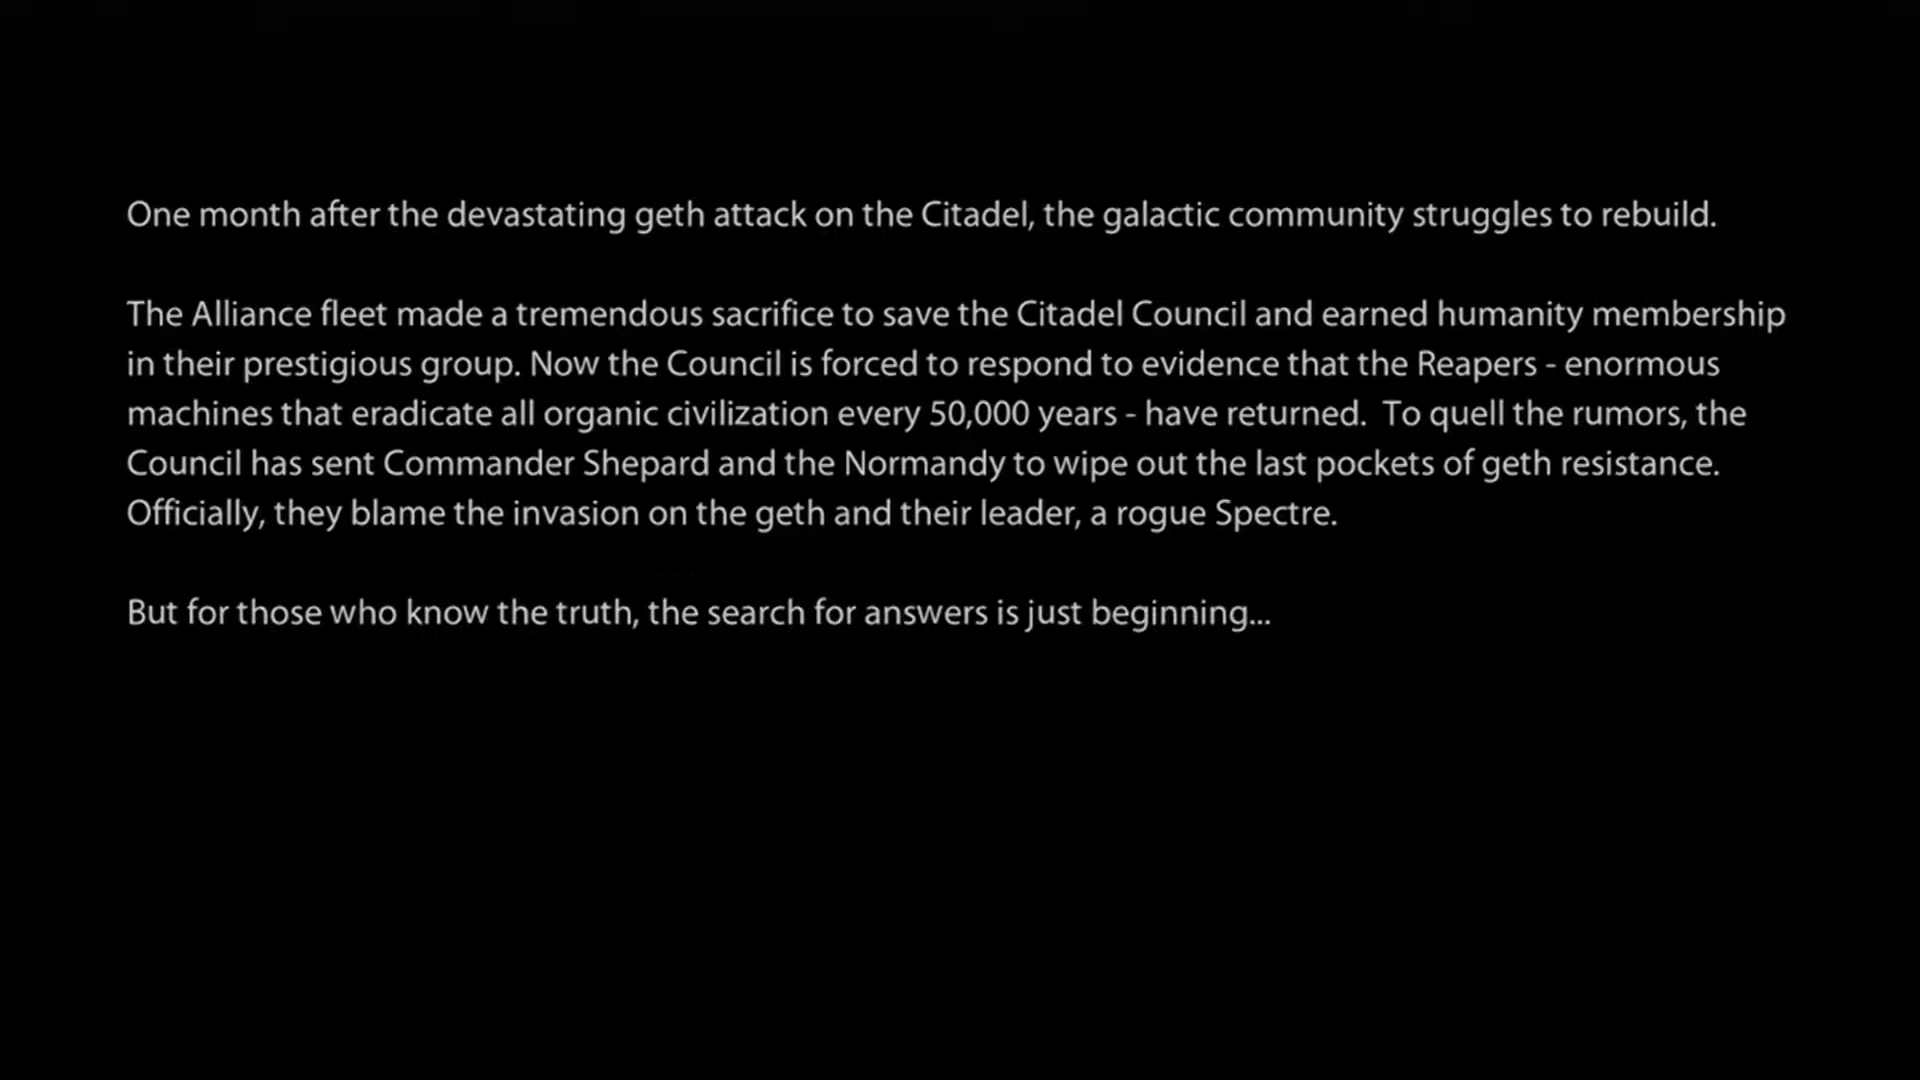 One month after the devastating geth attack on the Citadel, the galactic community struggles to rebuild.
The Alliance fleet made a tremendous sacrifice to save the Citadel Council and earned humanity membership
in their prestigious group. Now the Council is forced to respond to evidence that the Reapers - enormous
machines that eradicate all organic civilization every 50,000 years - have returned.  To quell the rumors, the
Council has sent Commander Shepard and the Normandy to wipe out the last pockets of geth resistance.
Officially, they blame the invasion on the geth and their leader, a rogue Spectre.
But for those who know the truth, the search for answers is just beginning...